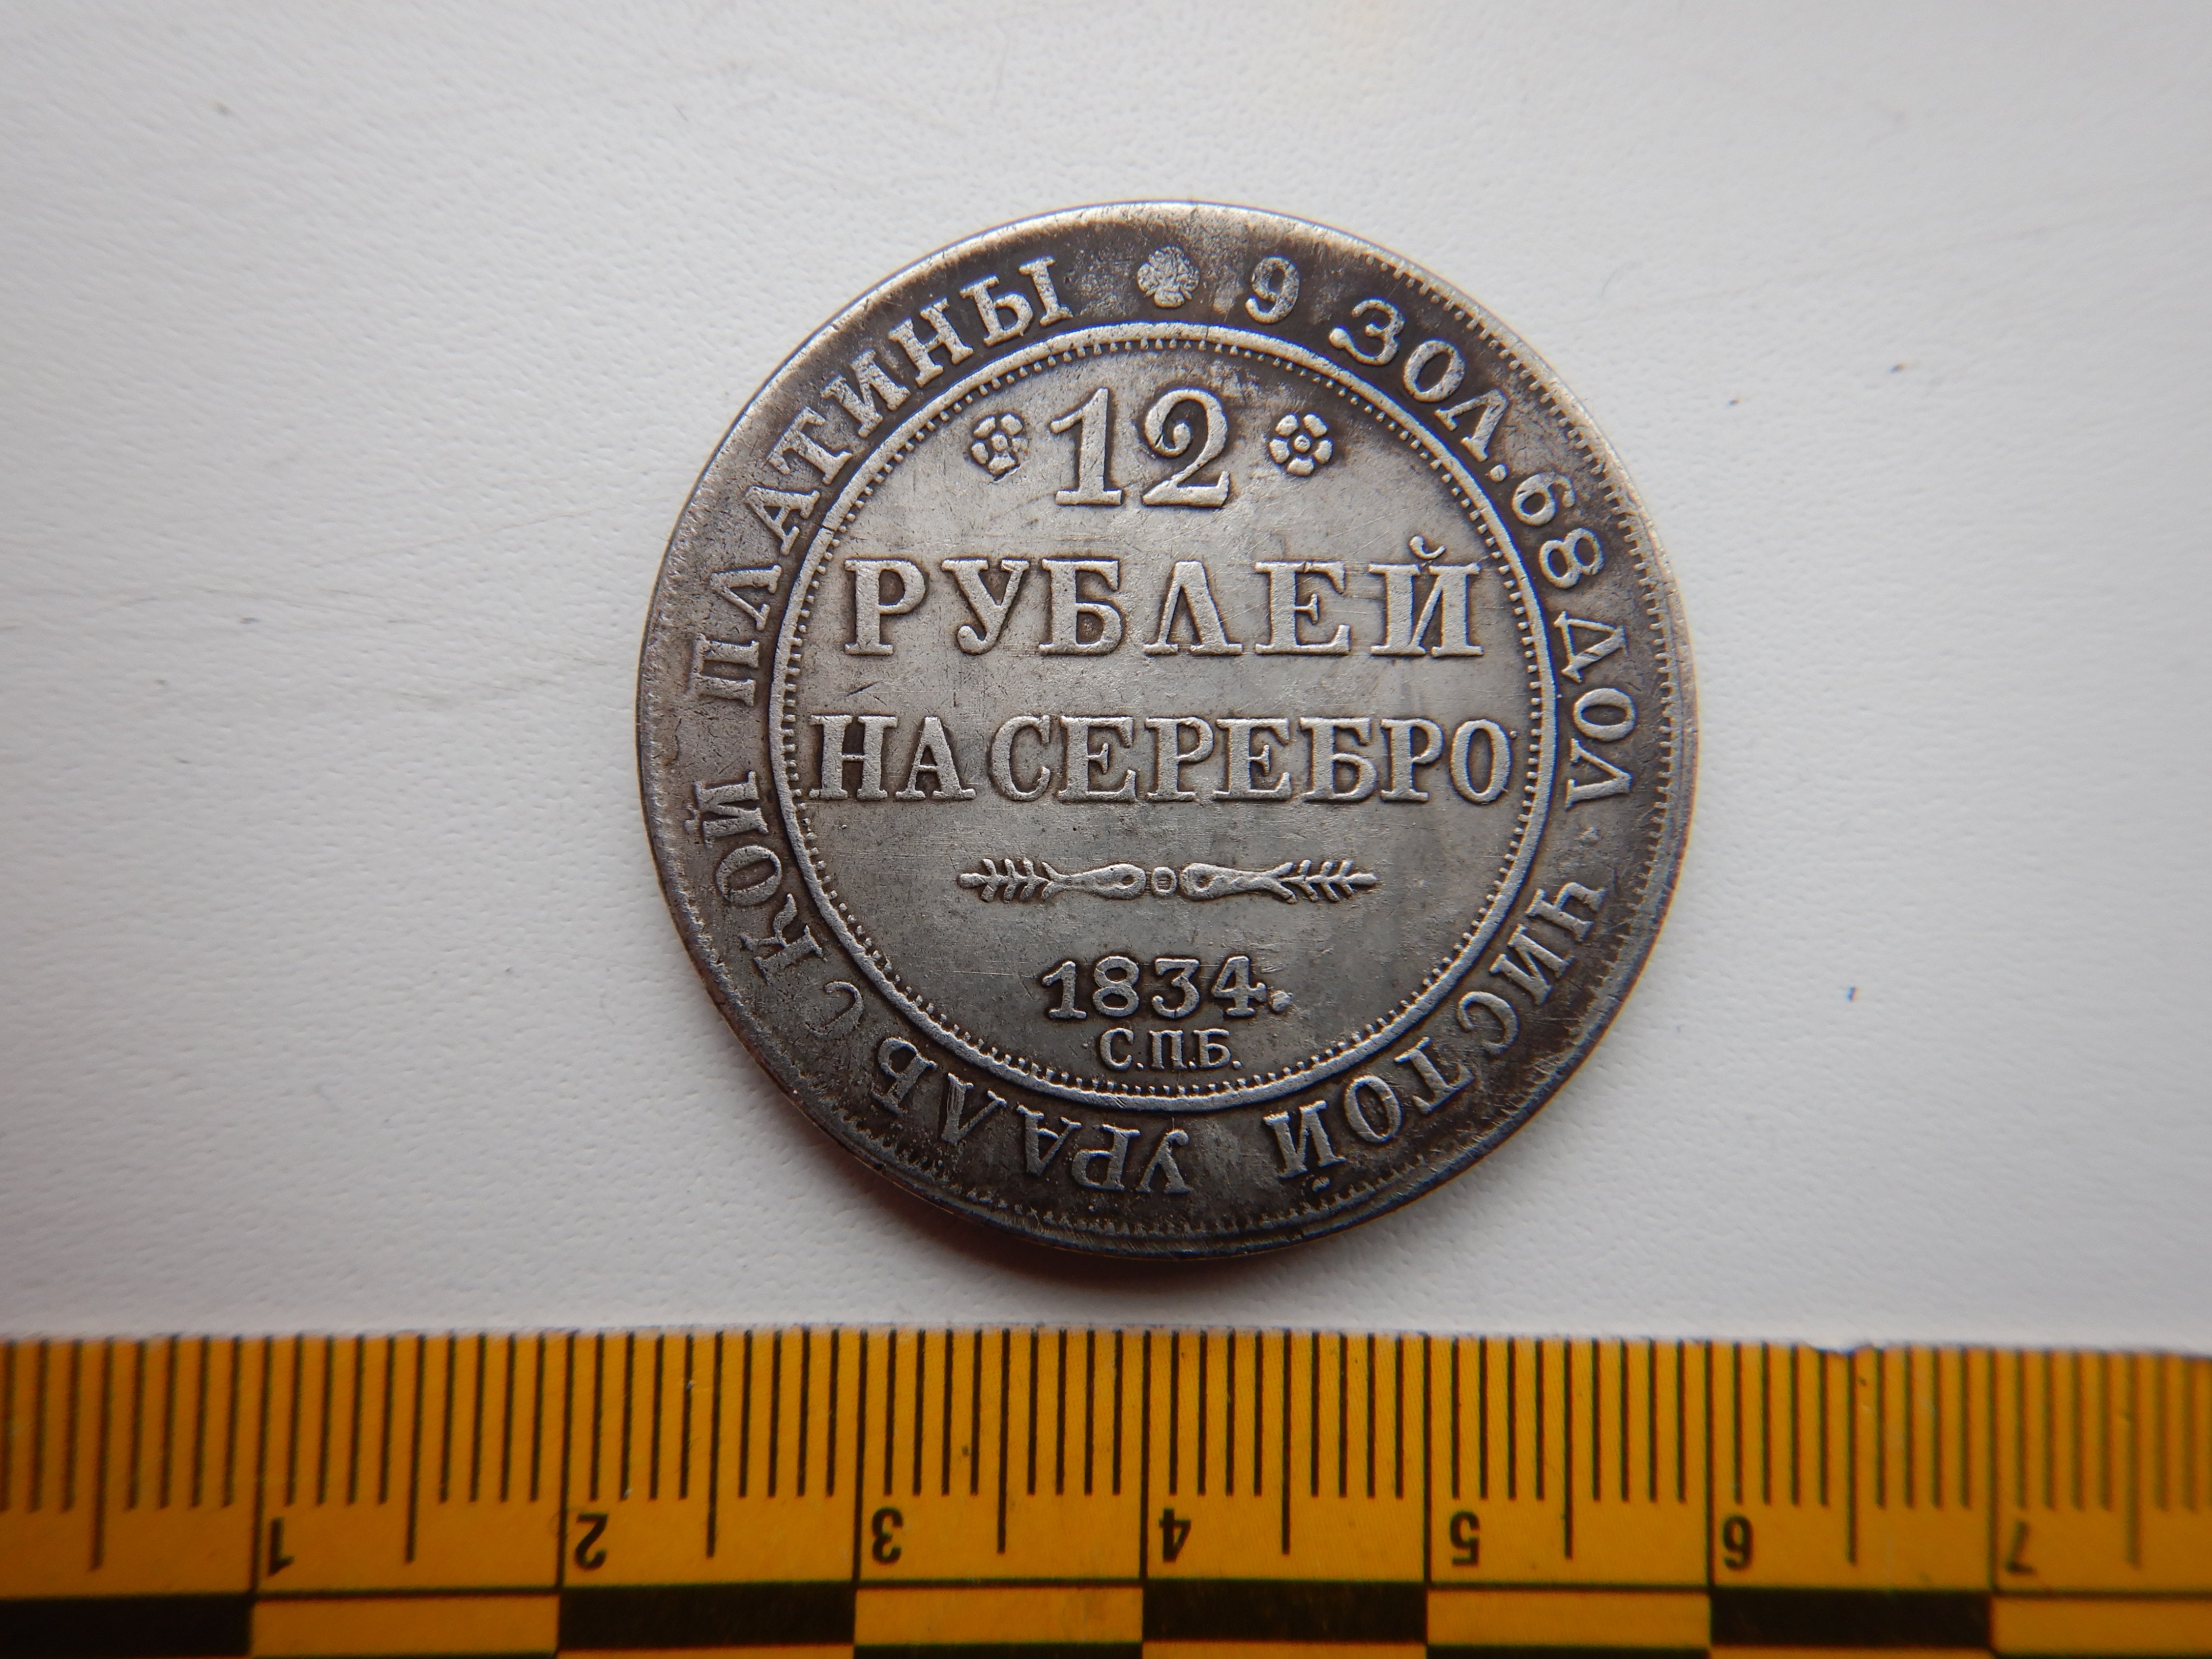 12
РУБЛЕЙ
НА СЕРЕБРО
1834.
С.П.Б.
9 ЗОЛ. 68 ДОЛ ЧИСТОЙ УРАЛЬСКОЙ ПЛАТИНЫ
1 2 3 4 5 6 7